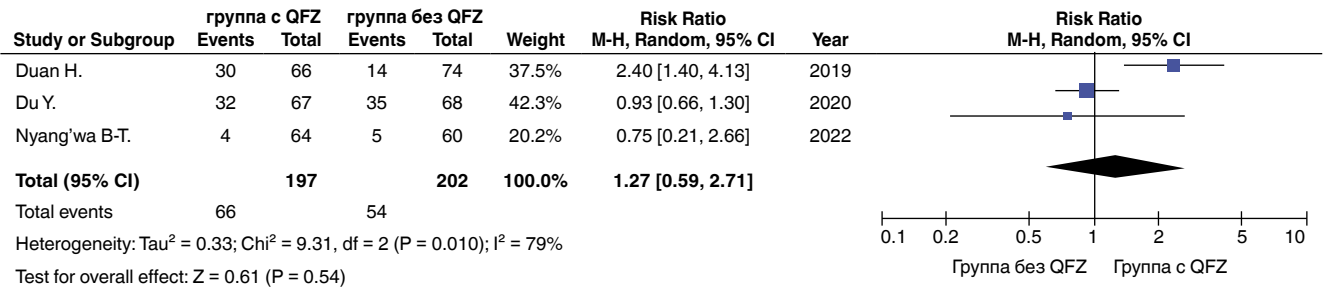 группа с QFZ группа без QFZ Risk Ratio Risk Ratio
Study or Subgroup Events Total Events Total Weight M-H, Random, 95% CI Year M-H, Random, 95% CI
Duan H. 30 66 14 74 37.5% 2.40 [1.40, 4.13] 2019
Du Y. 32 67 35 68 42.3% 0.93 [0.66, 1.30] 2020
Nyang'wa B-T. 4 64 5 60 20.2% 0.75 [0.21, 2.66] 2022
Total (95% CI) 197 202 100.0% 1.27 [0.59, 2.71]
Total events 66 54
Heterogeneity: Tau² = 0.33; Chi² = 9.31, df = 2 (P = 0.010); I² = 79%
Test for overall effect: Z = 0.61 (P = 0.54)
0.1 0.2 0.5 1 2 5 10
Группа без QFZ Группа с QFZ